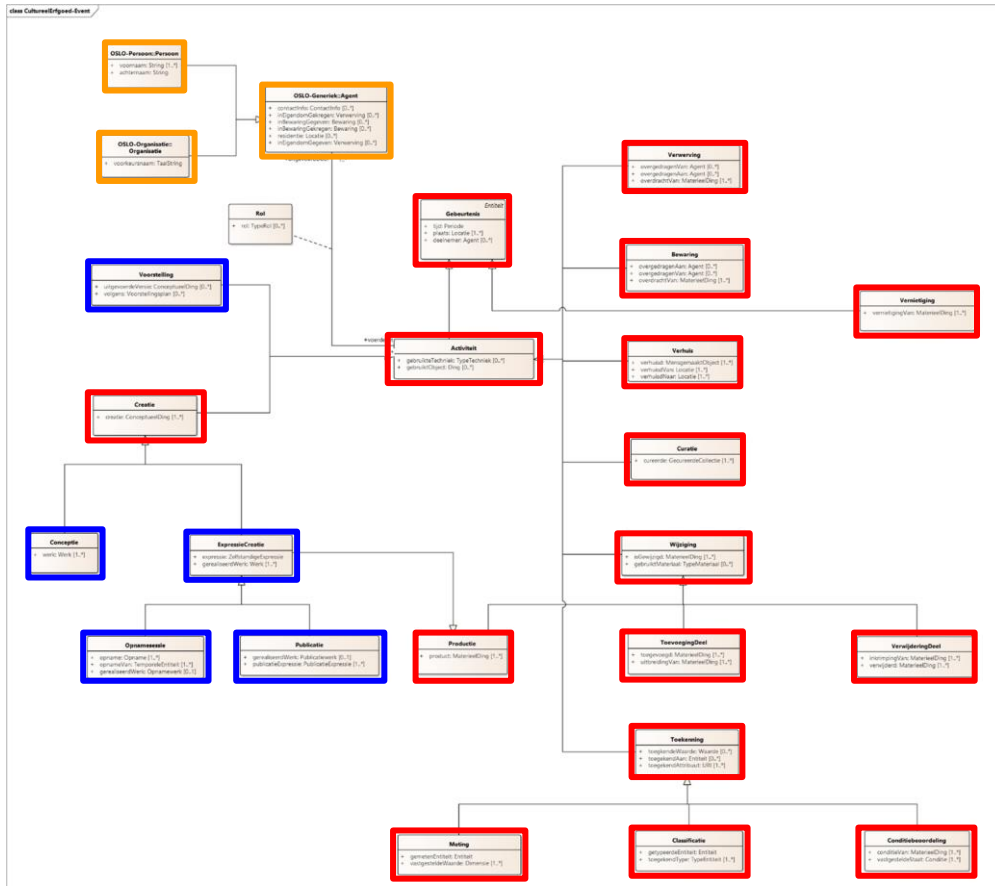 class CultureelErfgoed-Event
OSLO-Persoon::Persoon
+ voornaam: String [1..*]
+ achternaam: String
OSLO-Generiek::Agent
+ contactInfo: ContactInfo [0..*]
+ inEigendomGekregen: Verwerving [0..*]
+ inBewaringGegeven: Bewaring [0..*]
+ inBewaringGekregen: Bewaring [0..*]
+ residentie: Locatie [0..*]
+ inEigendomGegeven: Verwerving [0..*]
OSLO-Organisatie::
Organisatie
+ voorkeursnaam: TaalString
Verwerving
+ overgedragenVan: Agent [0..*]
+ overgedragenAan: Agent [0..*]
+ overdrachtVan: MaterieelDing [1..*]
Rol
+ rol: TypeRol [0..*]
Entiteit
Gebeurtenis
+ tijd: Periode
+ plaats: Locatie [1..*]
+ deelnemer: Agent [0..*]
Bewaring
+ overgedragenAan: Agent [0..*]
+ overgedragenVan: Agent [0..*]
+ overdrachtVan: MaterieelDing [1..*]
Voorstelling
+ uitgevoerdeVersie: ConceptueelDing [0..*]
+ volgens: Voorstellingsplan [0..*]
Vernietiging
+ vernietigingVan: MaterieelDing [1..*]
Activiteit
+ gebruikteTechniek: TypeTechniek [0..*]
+ gebruiktObject: Ding [0..*]
Verhuis
+ verhuisd: MensgemaaktObject [1..*]
+ verhuisdVan: Locatie [1..*]
+ verhuisdNaar: Locatie [1..*]
Creatie
+ creatie: ConceptueelDing [1..*]
Curatie
+ cureerde: GecureerdeCollectie [1..*]
Conceptie
+ werk: Werk [1..*]
ExpressieCreatie
+ expressie: ZelfstandigeExpressie
+ gerealiseerdWerk: Werk [1..*]
Wijziging
+ isGewijzigd: MaterieelDing [1..*]
+ gebruiktMateriaal: TypeMateriaal [0..*]
Opnamesessie
+ opname: Opname [1..*]
+ opnameVan: TemporeleEntiteit [1..*]
+ gerealiseerdWerk: Opnamewerk [0..1]
Publicatie
+ gerealiseerdWerk: Publicatiewerk [0..1]
+ publicatieExpressie: PublicatieExpressie [1..*]
Productie
+ product: MaterieelDing [1..*]
ToevoegingDeel
+ toegevoegd: MaterieelDing [1..*]
+ uitbreidingVan: MaterieelDing [1..*]
VerwijderingDeel
+ inkrimpingVan: MaterieelDing [1..*]
+ verwijderd: MaterieelDing [1..*]
Toekenning
+ toegekendeWaarde: Waarde [0..*]
+ toegekendAan: Entiteit [0..*]
+ toegekendAttribuut: URI [1..*]
Meting
+ gemetenEntiteit: Entiteit
+ vastgesteldeWaarde: Dimensie [1..*]
Classificatie
+ getypeerdeEntiteit: Entiteit
+ toegekendType: TypeEntiteit [1..*]
Conditiebeoordeling
+ conditieVan: MaterieelDing [1..*]
+ vastgesteldeStaat: Conditie [1..*]